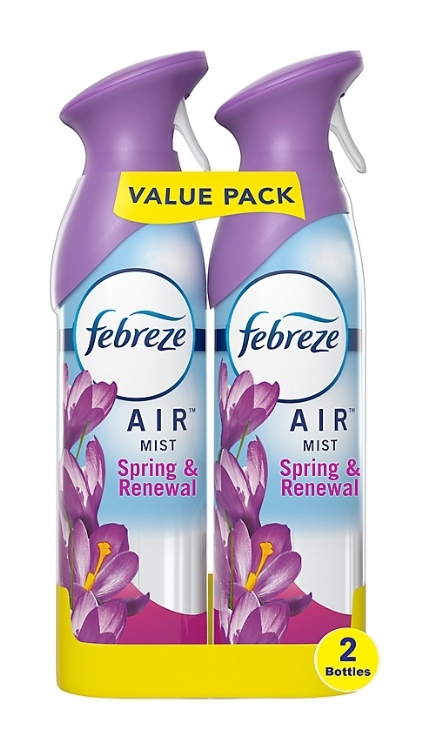 VALUE PACK
febreze
AIR™
MIST
Spring &
Renewal
febreze
AIR™
MIST
Spring &
Renewal
2
Bottles